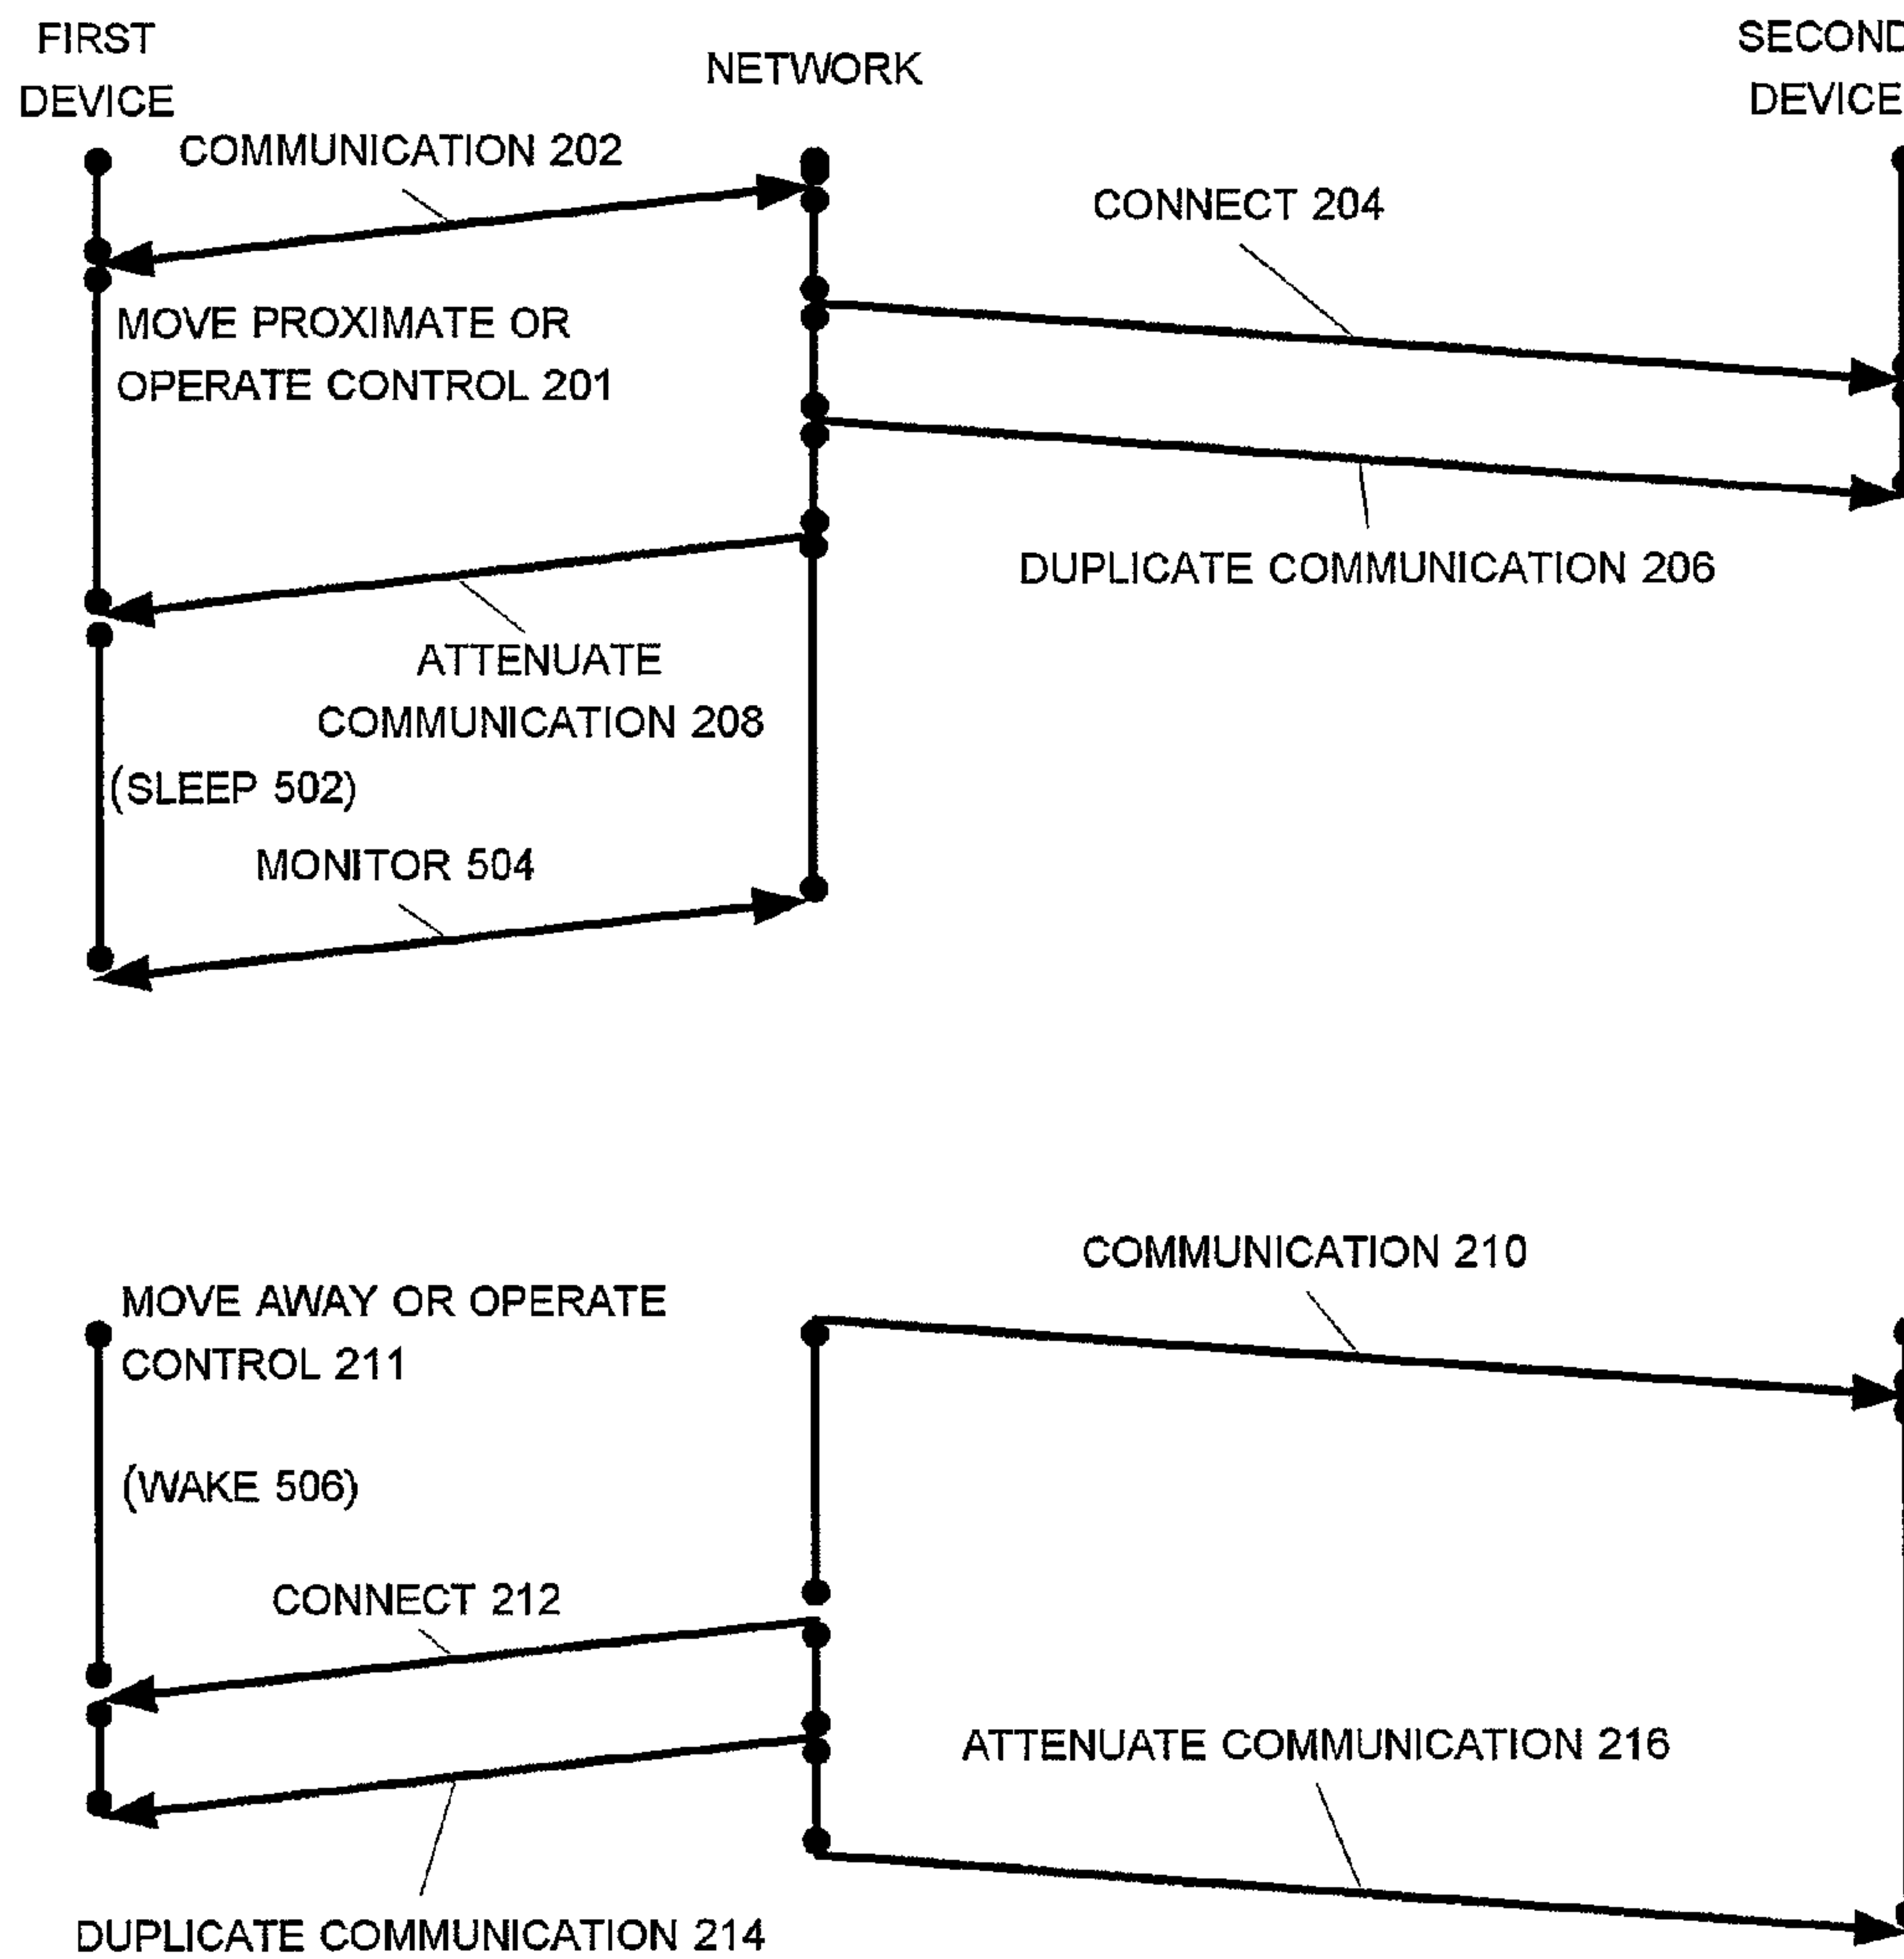 FIRST
DEVICE
NETWORK
SECOND
DEVICE
COMMUNICATION 202
CONNECT 204
MOVE PROXIMATE OR
OPERATE CONTROL 201
DUPLICATE COMMUNICATION 206
ATTENUATE
COMMUNICATION 208
(SLEEP 502)
MONITOR 504
COMMUNICATION 210
MOVE AWAY OR OPERATE
CONTROL 211
(WAKE 506)
CONNECT 212
ATTENUATE COMMUNICATION 216
DUPLICATE COMMUNICATION 214